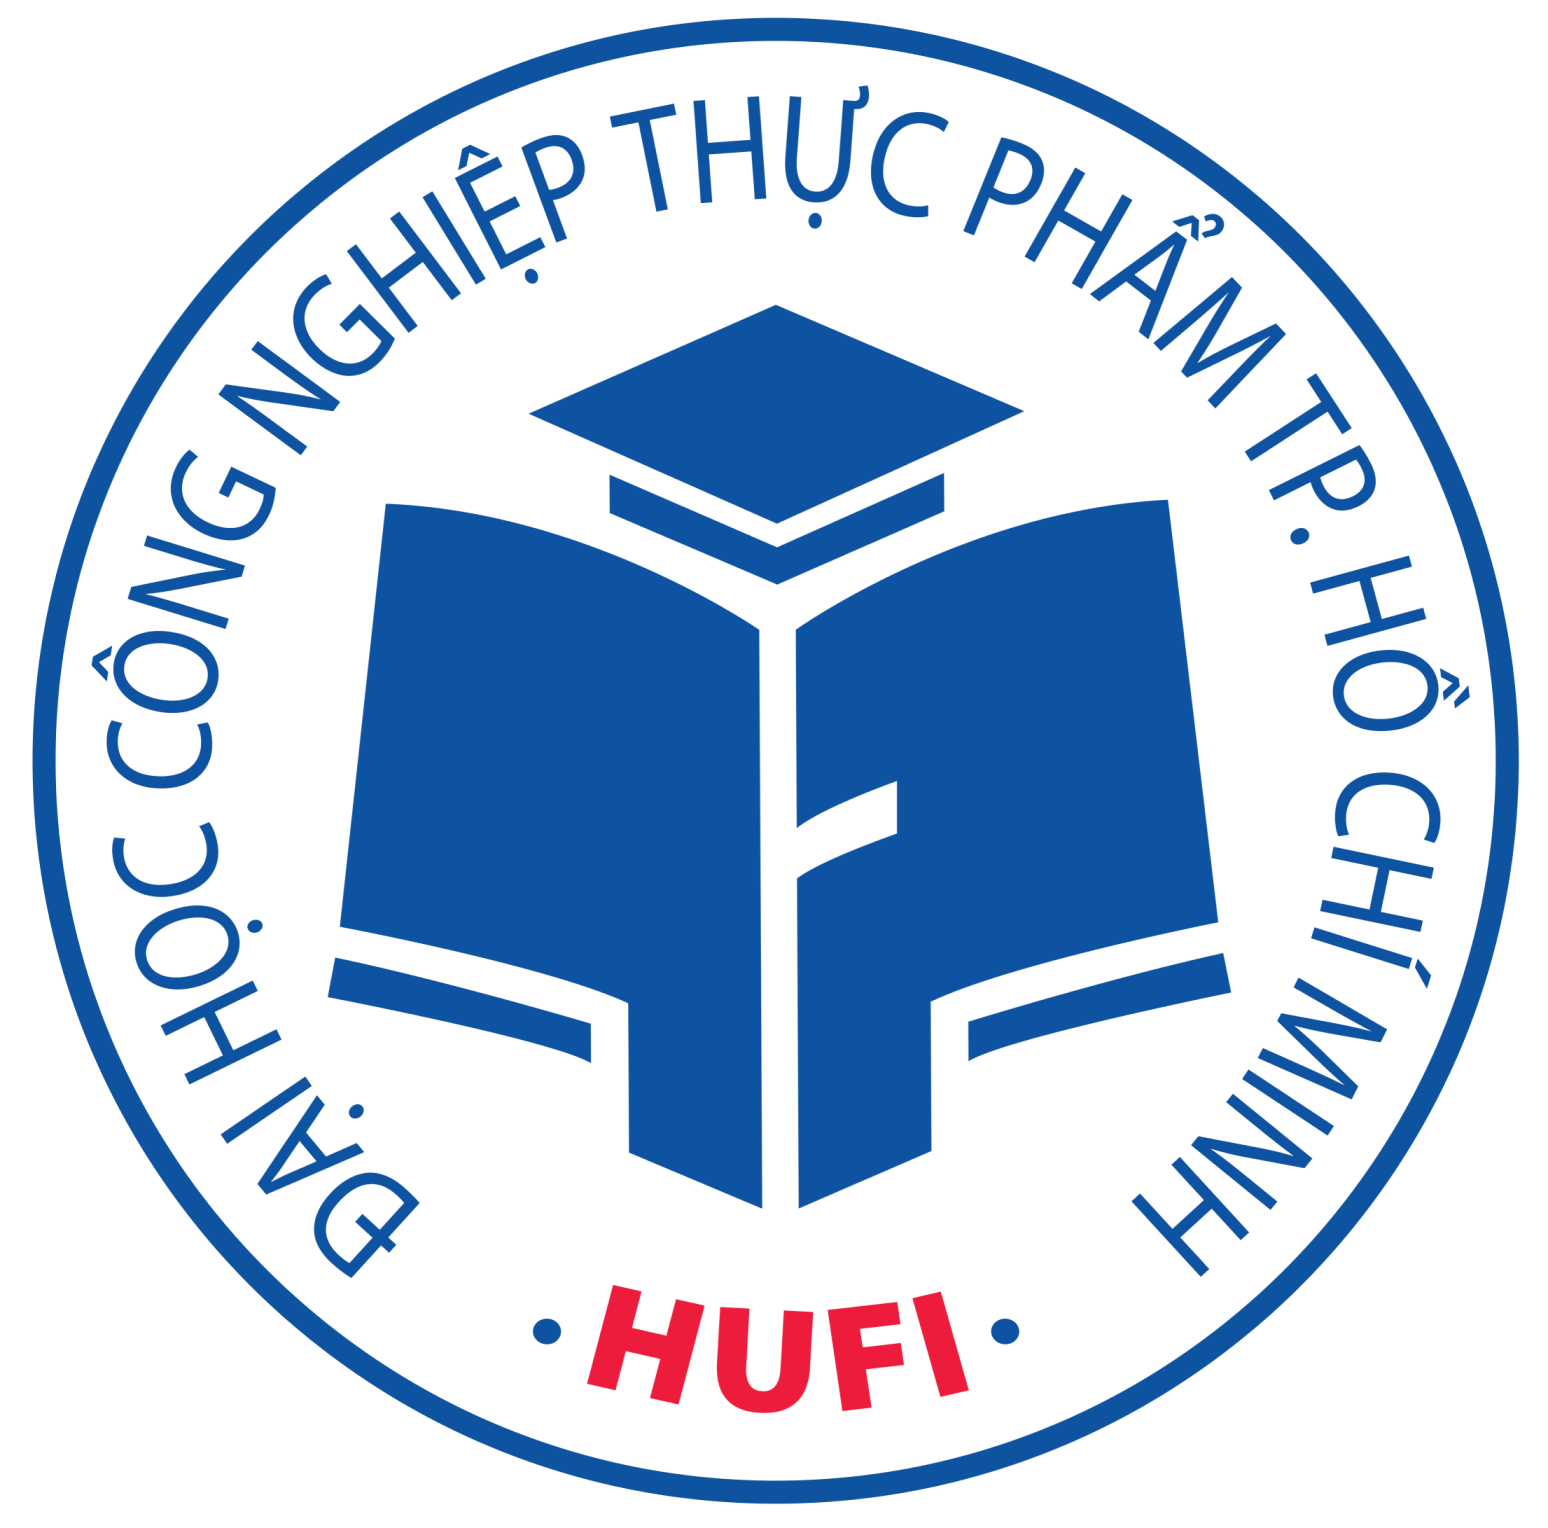 ĐẠI HỌC CÔNG NGHIỆP THỰC PHẨM TP. HỒ CHÍ MINH
• HUFI •